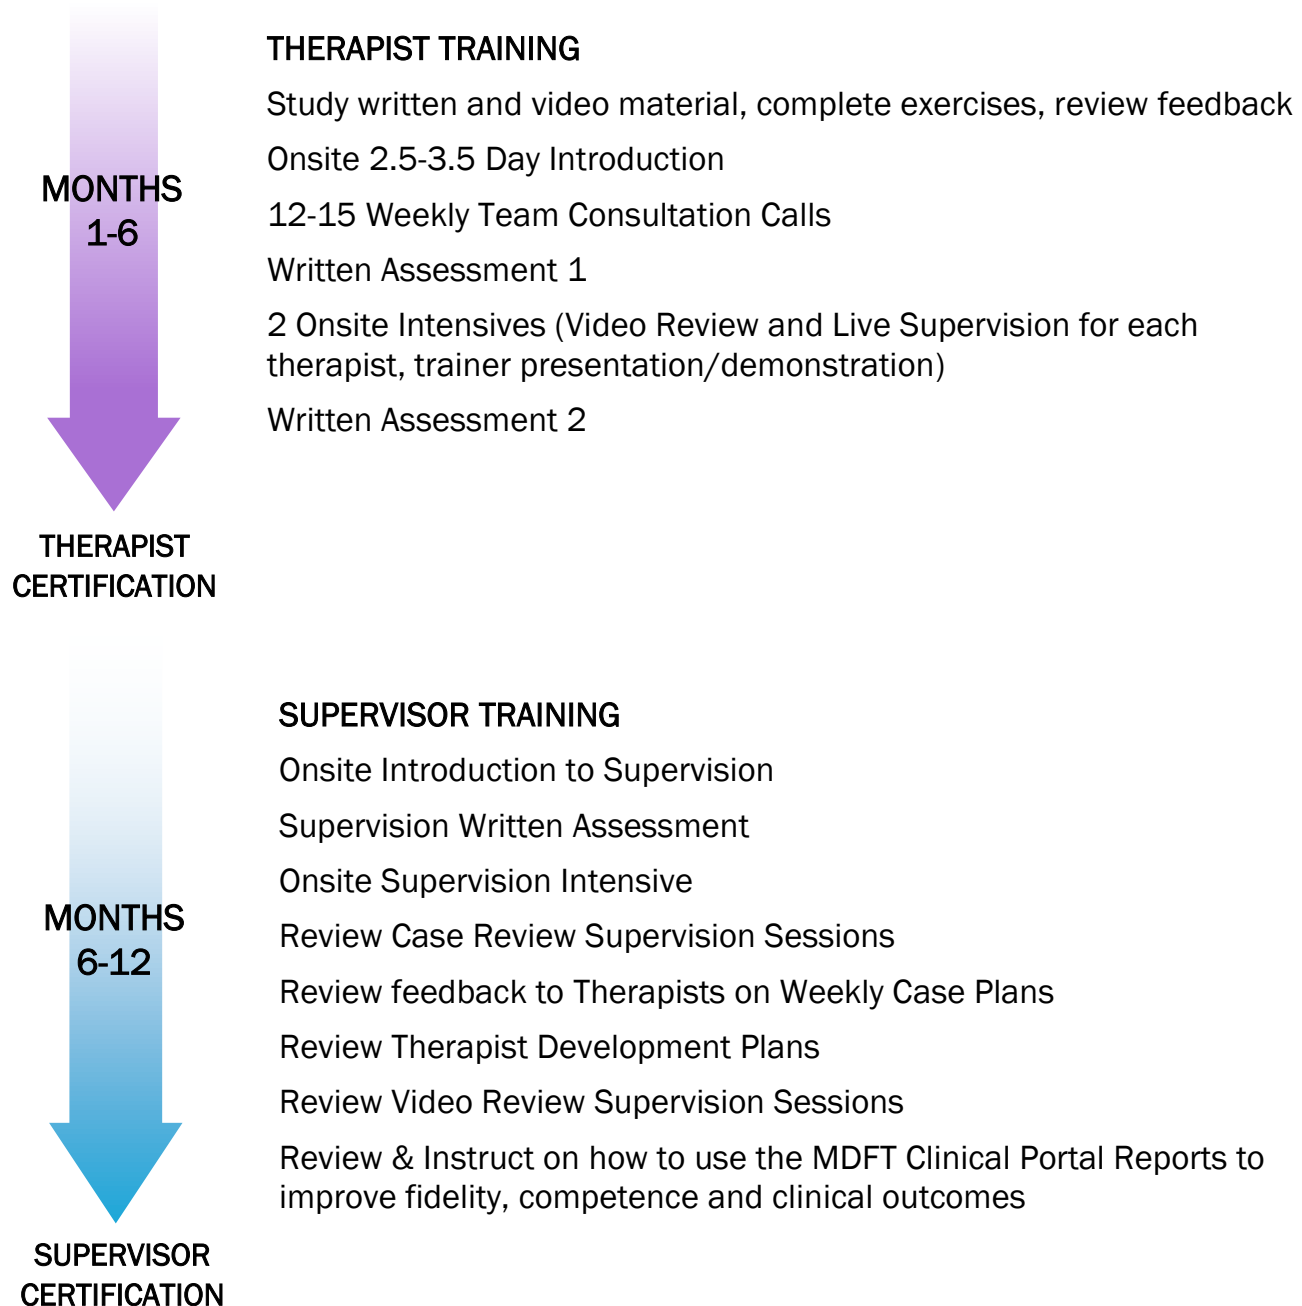 THERAPIST TRAINING
Study written and video material, complete exercises, review feedback
Onsite 2.5-3.5 Day Introduction
12-15 Weekly Team Consultation Calls
Written Assessment 1
2 Onsite Intensives (Video Review and Live Supervision for each
therapist, trainer presentation/demonstration)
Written Assessment 2
MONTHS
1-6
THERAPIST
CERTIFICATION
SUPERVISOR TRAINING
Onsite Introduction to Supervision
Supervision Written Assessment
Onsite Supervision Intensive
Review Case Review Supervision Sessions
Review feedback to Therapists on Weekly Case Plans
Review Therapist Development Plans
Review Video Review Supervision Sessions
Review & Instruct on how to use the MDFT Clinical Portal Reports to
improve fidelity, competence and clinical outcomes
MONTHS
6-12
SUPERVISOR
CERTIFICATION